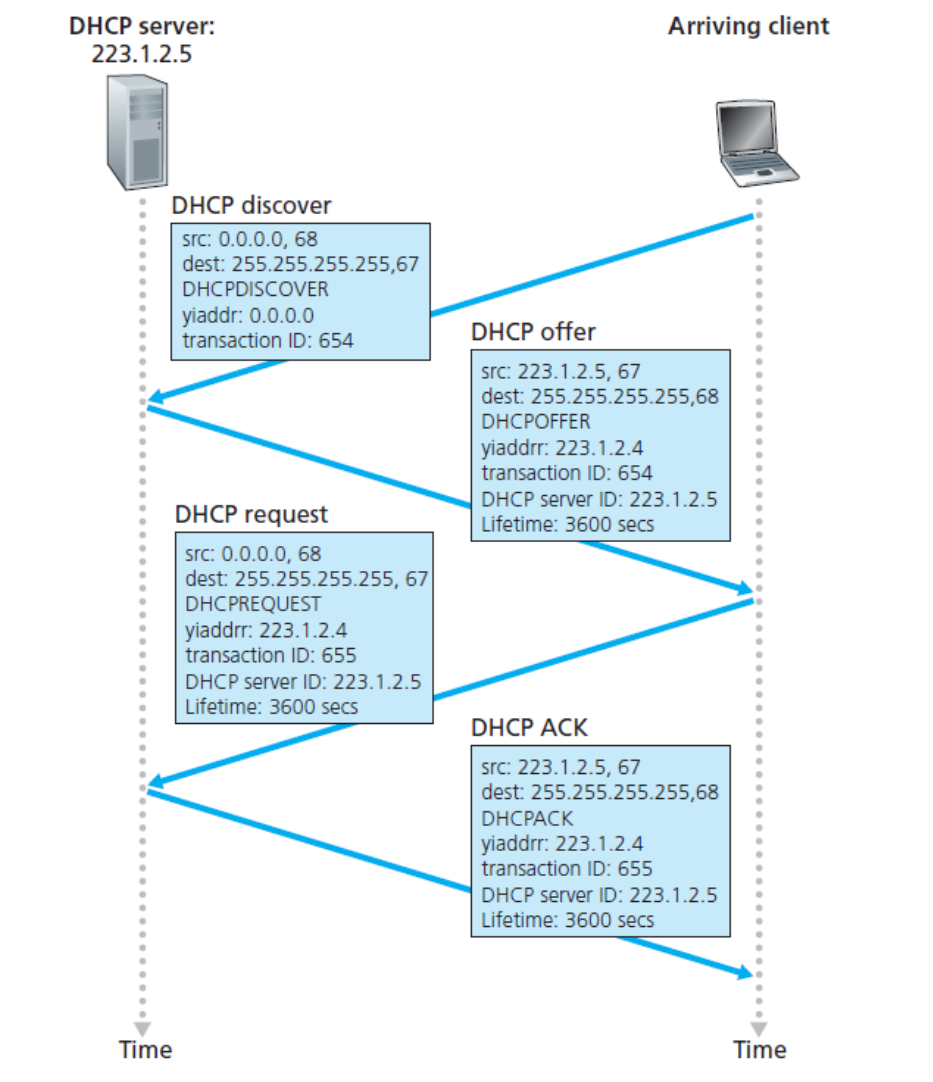 DHCP server:
223.1.2.5
Arriving client
DHCP discover
src: 0.0.0.0, 68
dest: 255.255.255.255,67
DHCPDISCOVER
yiaddr: 0.0.0.0
transaction ID: 654
DHCP offer
src: 223.1.2.5, 67
dest: 255.255.255.255,68
DHCPOFFER
yiaddrr: 223.1.2.4
transaction ID: 654
DHCP server ID: 223.1.2.5
Lifetime: 3600 secs
DHCP request
src: 0.0.0.0, 68
dest: 255.255.255.255, 67
DHCPREQUEST
yiaddrr: 223.1.2.4
transaction ID: 655
DHCP server ID: 223.1.2.5
Lifetime: 3600 secs
DHCP ACK
src: 223.1.2.5, 67
dest: 255.255.255.255,68
DHCPACK
yiaddrr: 223.1.2.4
transaction ID: 655
DHCP server ID: 223.1.2.5
Lifetime: 3600 secs
Time
Time